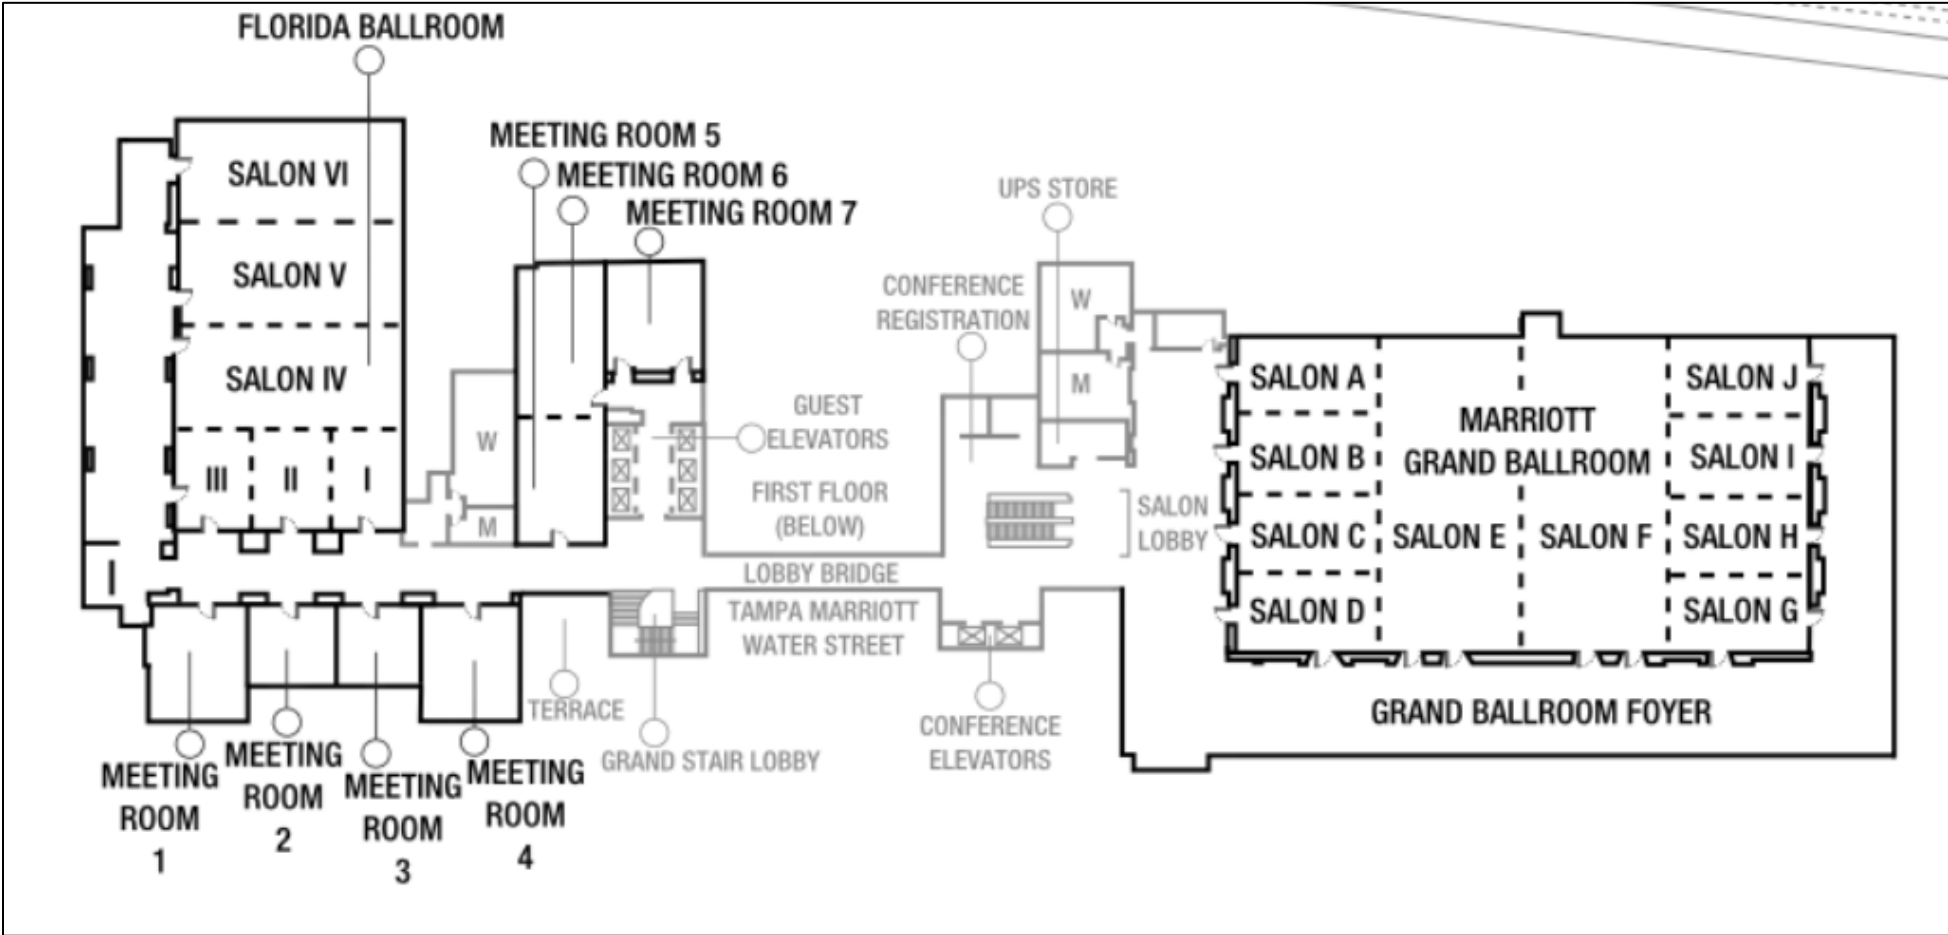 FLORIDA BALLROOM
SALON VI
SALON V
SALON IV
III
II
I
MEETING ROOM 5
MEETING ROOM 6
MEETING ROOM 7
W
M
GUEST
ELEVATORS
FIRST FLOOR
(BELOW)
LOBBY BRIDGE
TAMPA MARRIOTT
WATER STREET
UPS STORE
CONFERENCE
REGISTRATION
W
M
SALON
LOBBY
SALON A
SALON B
SALON C
SALON D
MARRIOTT
GRAND BALLROOM
SALON E
SALON F
SALON J
SALON I
SALON H
SALON G
GRAND BALLROOM FOYER
MEETING
ROOM
1
MEETING
ROOM
2
MEETING
ROOM
3
MEETING
ROOM
4
TERRACE
GRAND STAIR LOBBY
CONFERENCE
ELEVATORS